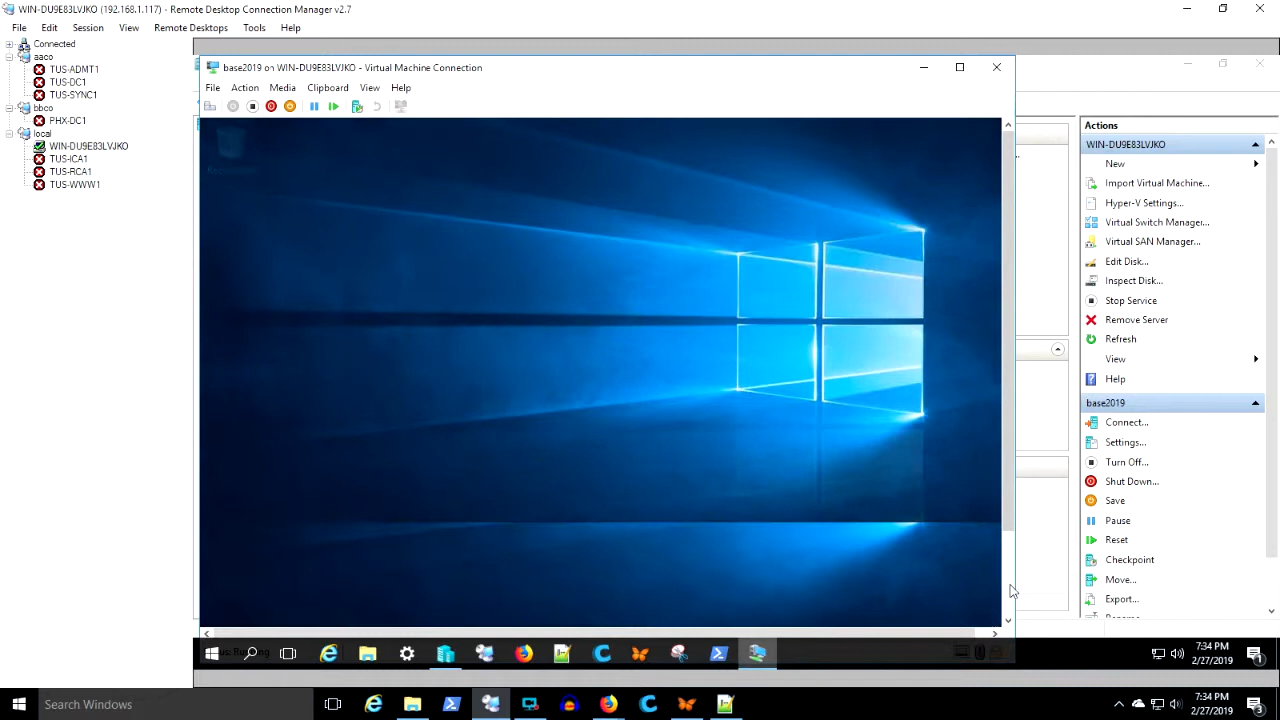 WIN-DU9E83LVJKO (192.168.1.117) - Remote Desktop Connection Manager v2.7
File Edit Session View Remote Desktops Tools Help
Connected
aaco
TUS-ADMT1
TUS-DC1
TUS-SYNC1
bbco
PHX-DC1
local
WIN-DU9E83LVJKO
TUS-ICA1
TUS-RCA1
TUS-WWW1
base2019 on WIN-DU9E83LVJKO - Virtual Machine Connection
File Action Media Clipboard View Help
Actions
WIN-DU9E83LVJKO
New
Import Virtual Machine...
Hyper-V Settings...
Virtual Switch Manager...
Virtual SAN Manager...
Edit Disk...
Inspect Disk...
Stop Service
Remove Server
Refresh
View
Help
base2019
Connect...
Settings...
Turn Off...
Shut Down...
Save
Pause
Reset
Checkpoint
Move...
Export...
7:34 PM
2/27/2019
1
Search Windows
7:34 PM
2/27/2019
3